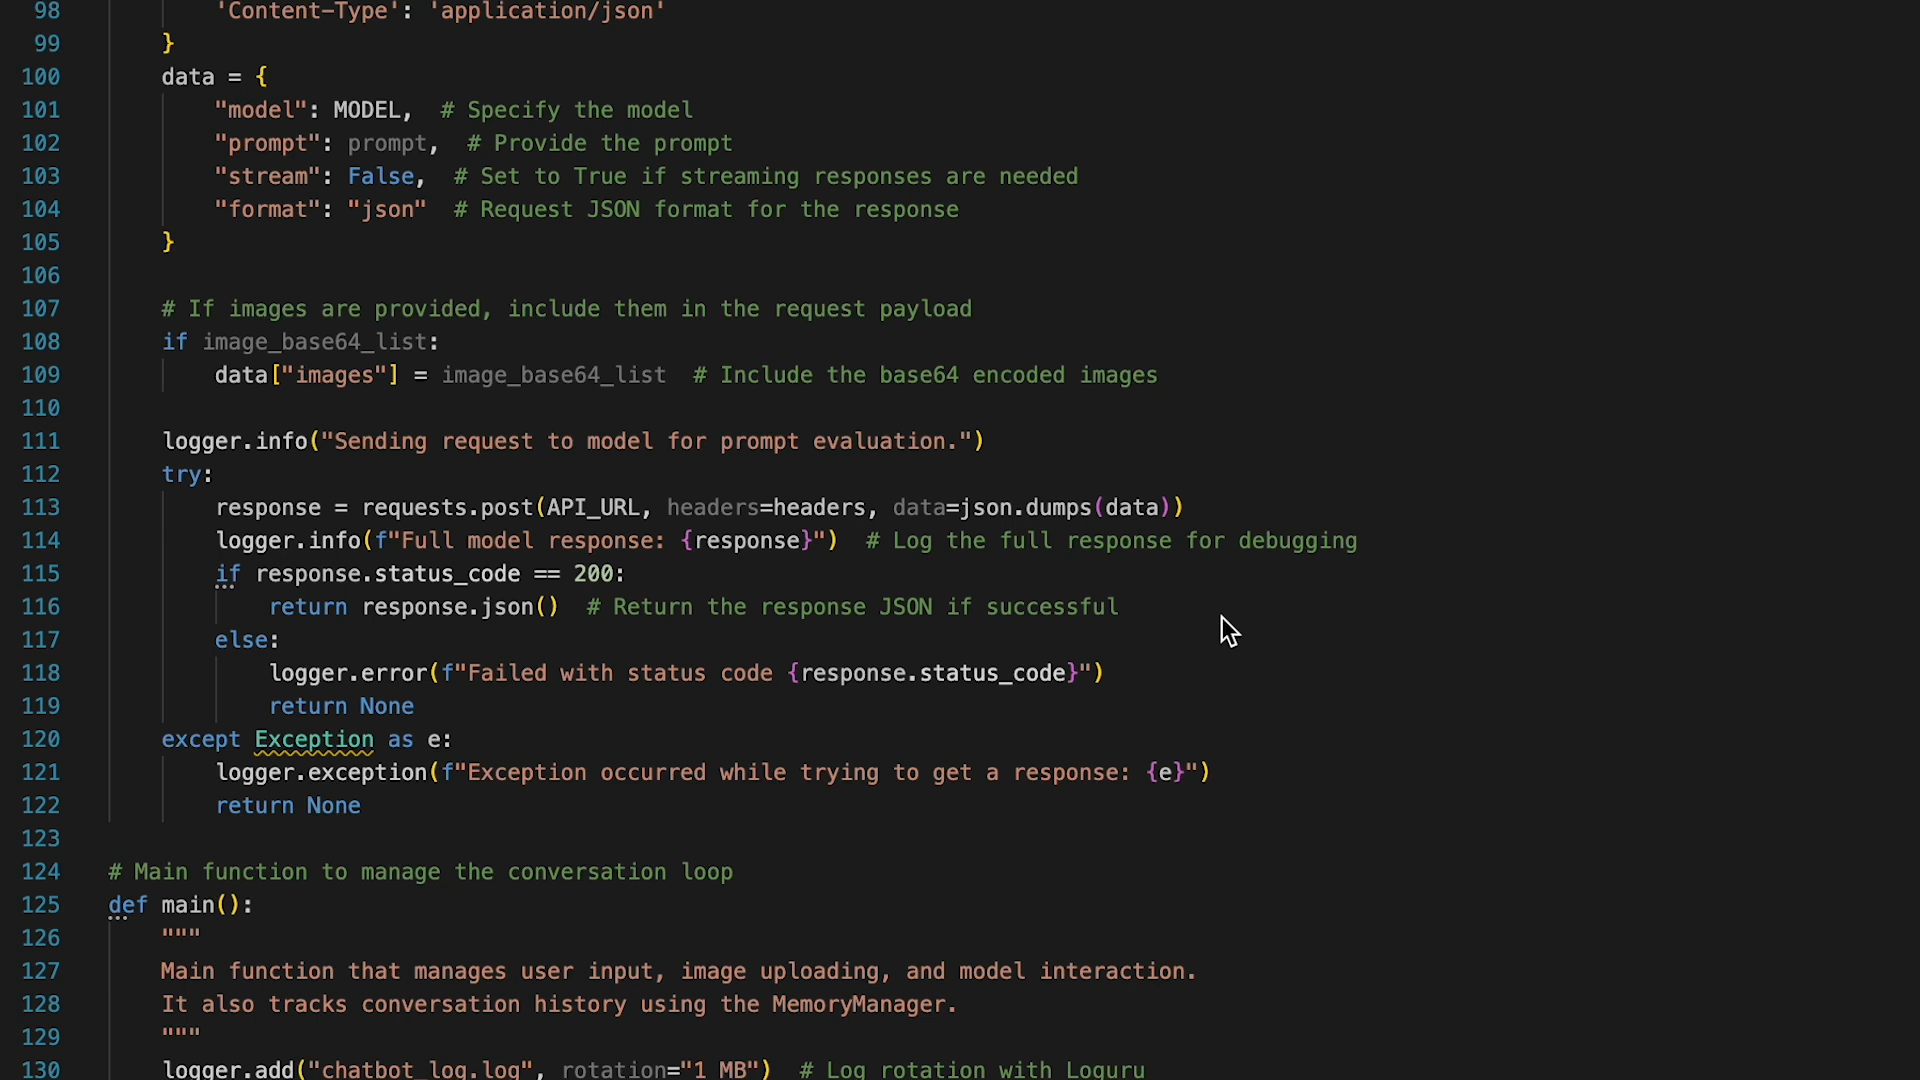 98 'Content-Type': 'application/json'
99 }
100 data = {
101 "model": MODEL,  # Specify the model
102 "prompt": prompt,  # Provide the prompt
103 "stream": False,  # Set to True if streaming responses are needed
104 "format": "json"  # Request JSON format for the response
105 }
106
107 # If images are provided, include them in the request payload
108 if image_base64_list:
109 data["images"] = image_base64_list  # Include the base64 encoded images
110
111 logger.info("Sending request to model for prompt evaluation.")
112 try:
113 response = requests.post(API_URL, headers=headers, data=json.dumps(data))
114 logger.info(f"Full model response: {response}")  # Log the full response for debugging
115 if response.status_code == 200:
116 return response.json()  # Return the response JSON if successful
117 else:
118 logger.error(f"Failed with status code {response.status_code}")
119 return None
120 except Exception as e:
121 logger.exception(f"Exception occurred while trying to get a response: {e}")
122 return None
123
124 # Main function to manage the conversation loop
125 def main():
126 """
127 Main function that manages user input, image uploading, and model interaction.
128 It also tracks conversation history using the MemoryManager.
129 """
130 logger.add("chatbot_log.log", rotation="1 MB")  # Log rotation with Loguru